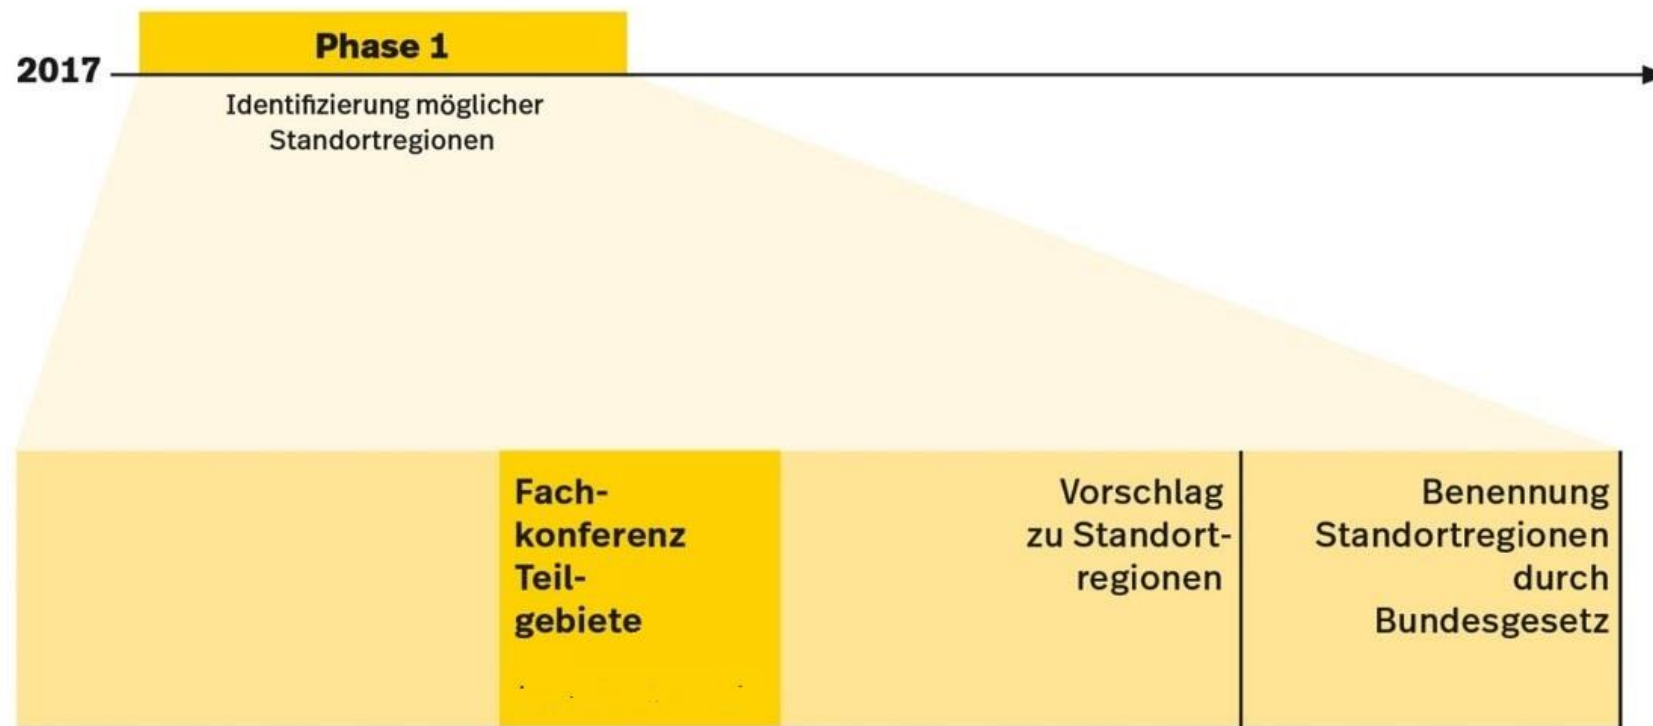 Phase 1
2017
Identifizierung möglicher
Standortregionen
Fach-
konferenz
Teil-
gebiete
Vorschlag
zu Standort-
regionen
Benennung
Standortregionen
durch
Bundesgesetz